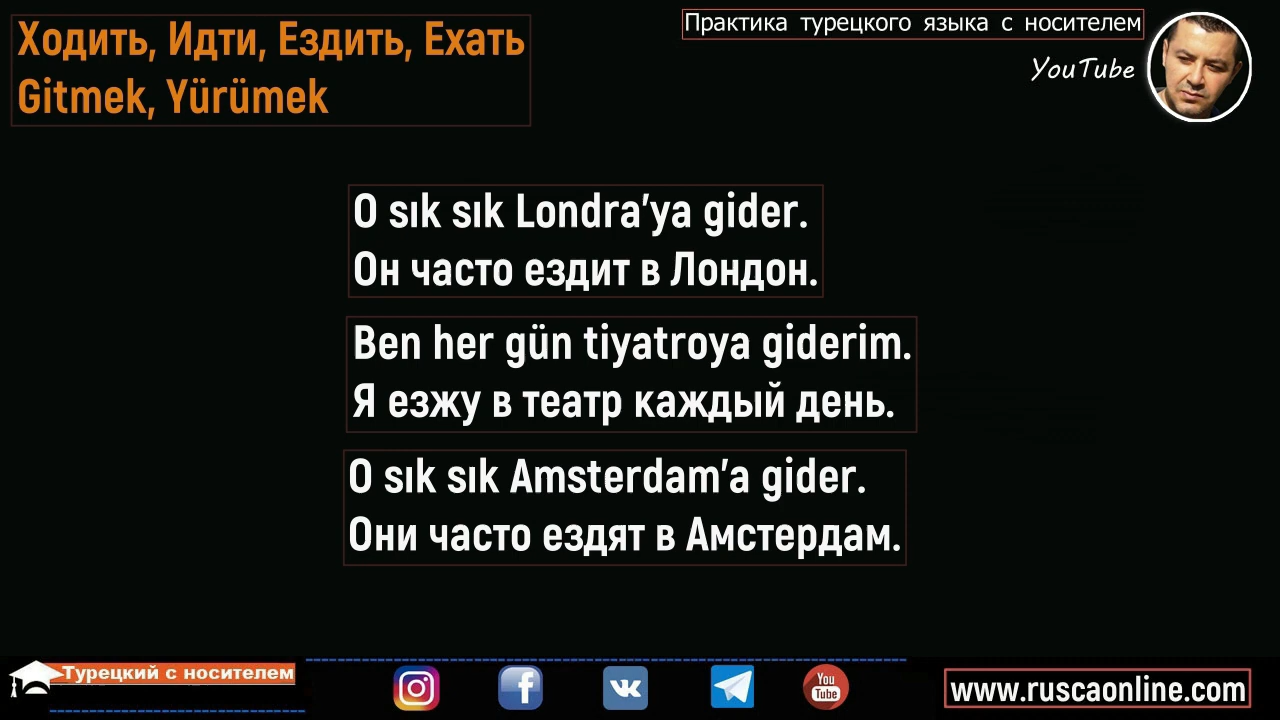 Ходить, Идти, Ездить, Ехать
Gitmek, Yürümek
Практика турецкого языка с носителем
YouTube
O sık sık Londra'ya gider.
Он часто ездит в Лондон.
Ben her gün tiyatroya giderim.
Я езжу в театр каждый день.
O sık sık Amsterdam'a gider.
Они часто ездят в Амстердам.
Турецкий с носителем
You
Tube
www.ruscaonline.com